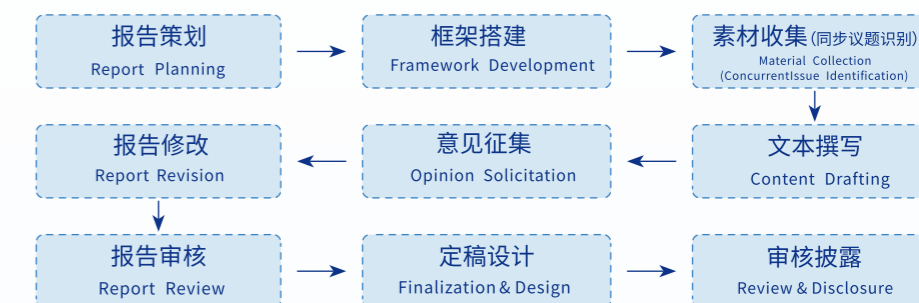 报告策划
Report Planning
框架搭建
Framework Development
素材收集(同步议题识别)
Material Collection
(ConcurrentIssue Identification)
文本撰写
Content Drafting
意见征集
Opinion Solicitation
报告修改
Report Revision
报告审核
Report Review
定稿设计
Finalization & Design
审核披露
Review & Disclosure